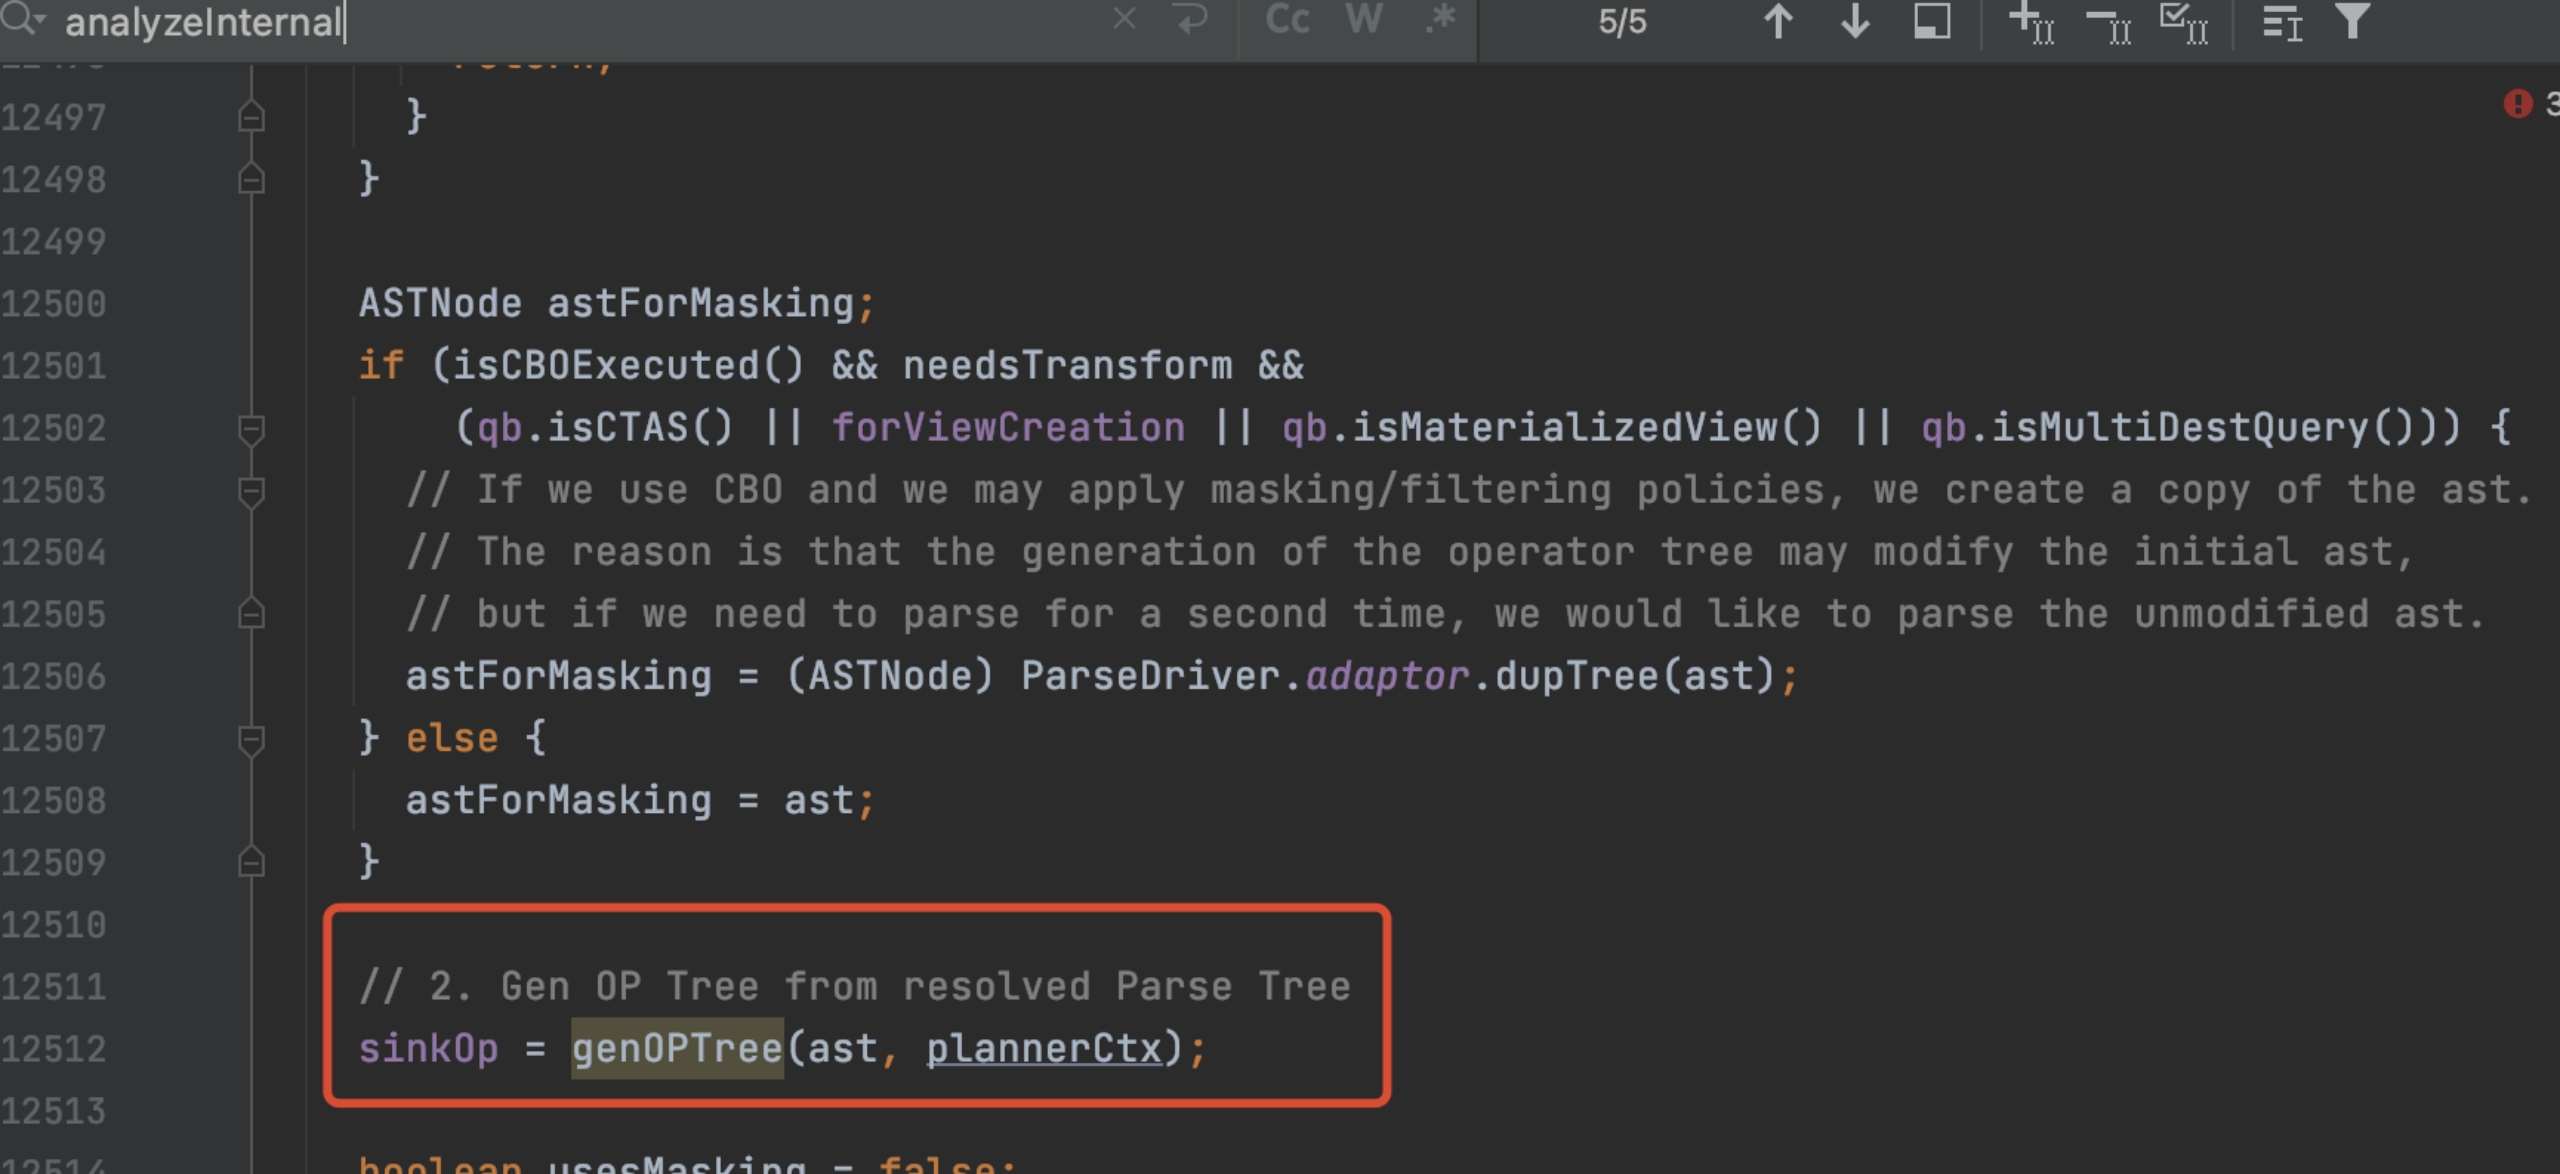 analyzeInternal
Cc W .* 5/5
12497 }
3
12498 }
12499
12500 ASTNode astForMasking;
12501 if (isCBOExecuted() && needsTransform &&
12502 (qb.isCTAS() || forViewCreation || qb.isMaterializedView() || qb.isMultiDestQuery())) {
12503 // If we use CBO and we may apply masking/filtering policies, we create a copy of the ast.
12504 // The reason is that the generation of the operator tree may modify the initial ast,
12505 // but if we need to parse for a second time, we would like to parse the unmodified ast.
12506 astForMasking = (ASTNode) ParseDriver.adaptor.dupTree(ast);
12507 } else {
12508 astForMasking = ast;
12509 }
12510
12511 // 2. Gen OP Tree from resolved Parse Tree
12512 sinkOp = genOPTree(ast, plannerCtx);
12513
12514 boolean usesMasking = false;